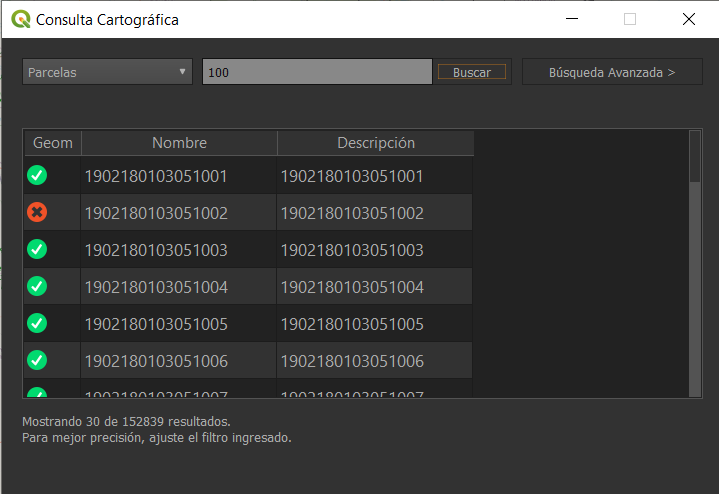 Consulta Cartográfica
Parcelas 100 Buscar Búsqueda Avanzada >
Geom Nombre Descripción
1902180103051001 1902180103051001
1902180103051002 1902180103051002
1902180103051003 1902180103051003
1902180103051004 1902180103051004
1902180103051005 1902180103051005
1902180103051006 1902180103051006
1902180103051007 1902180103051007
Mostrando 30 de 152839 resultados.
Para mejor precisión, ajuste el filtro ingresado.